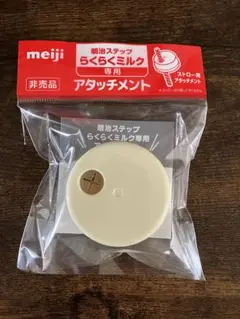 meiji
非売品
明治ステップ
らくらくミルク
専用
アタッチメント
ストロー用
アタッチメント
明治ステップ
らくらくミルク専用